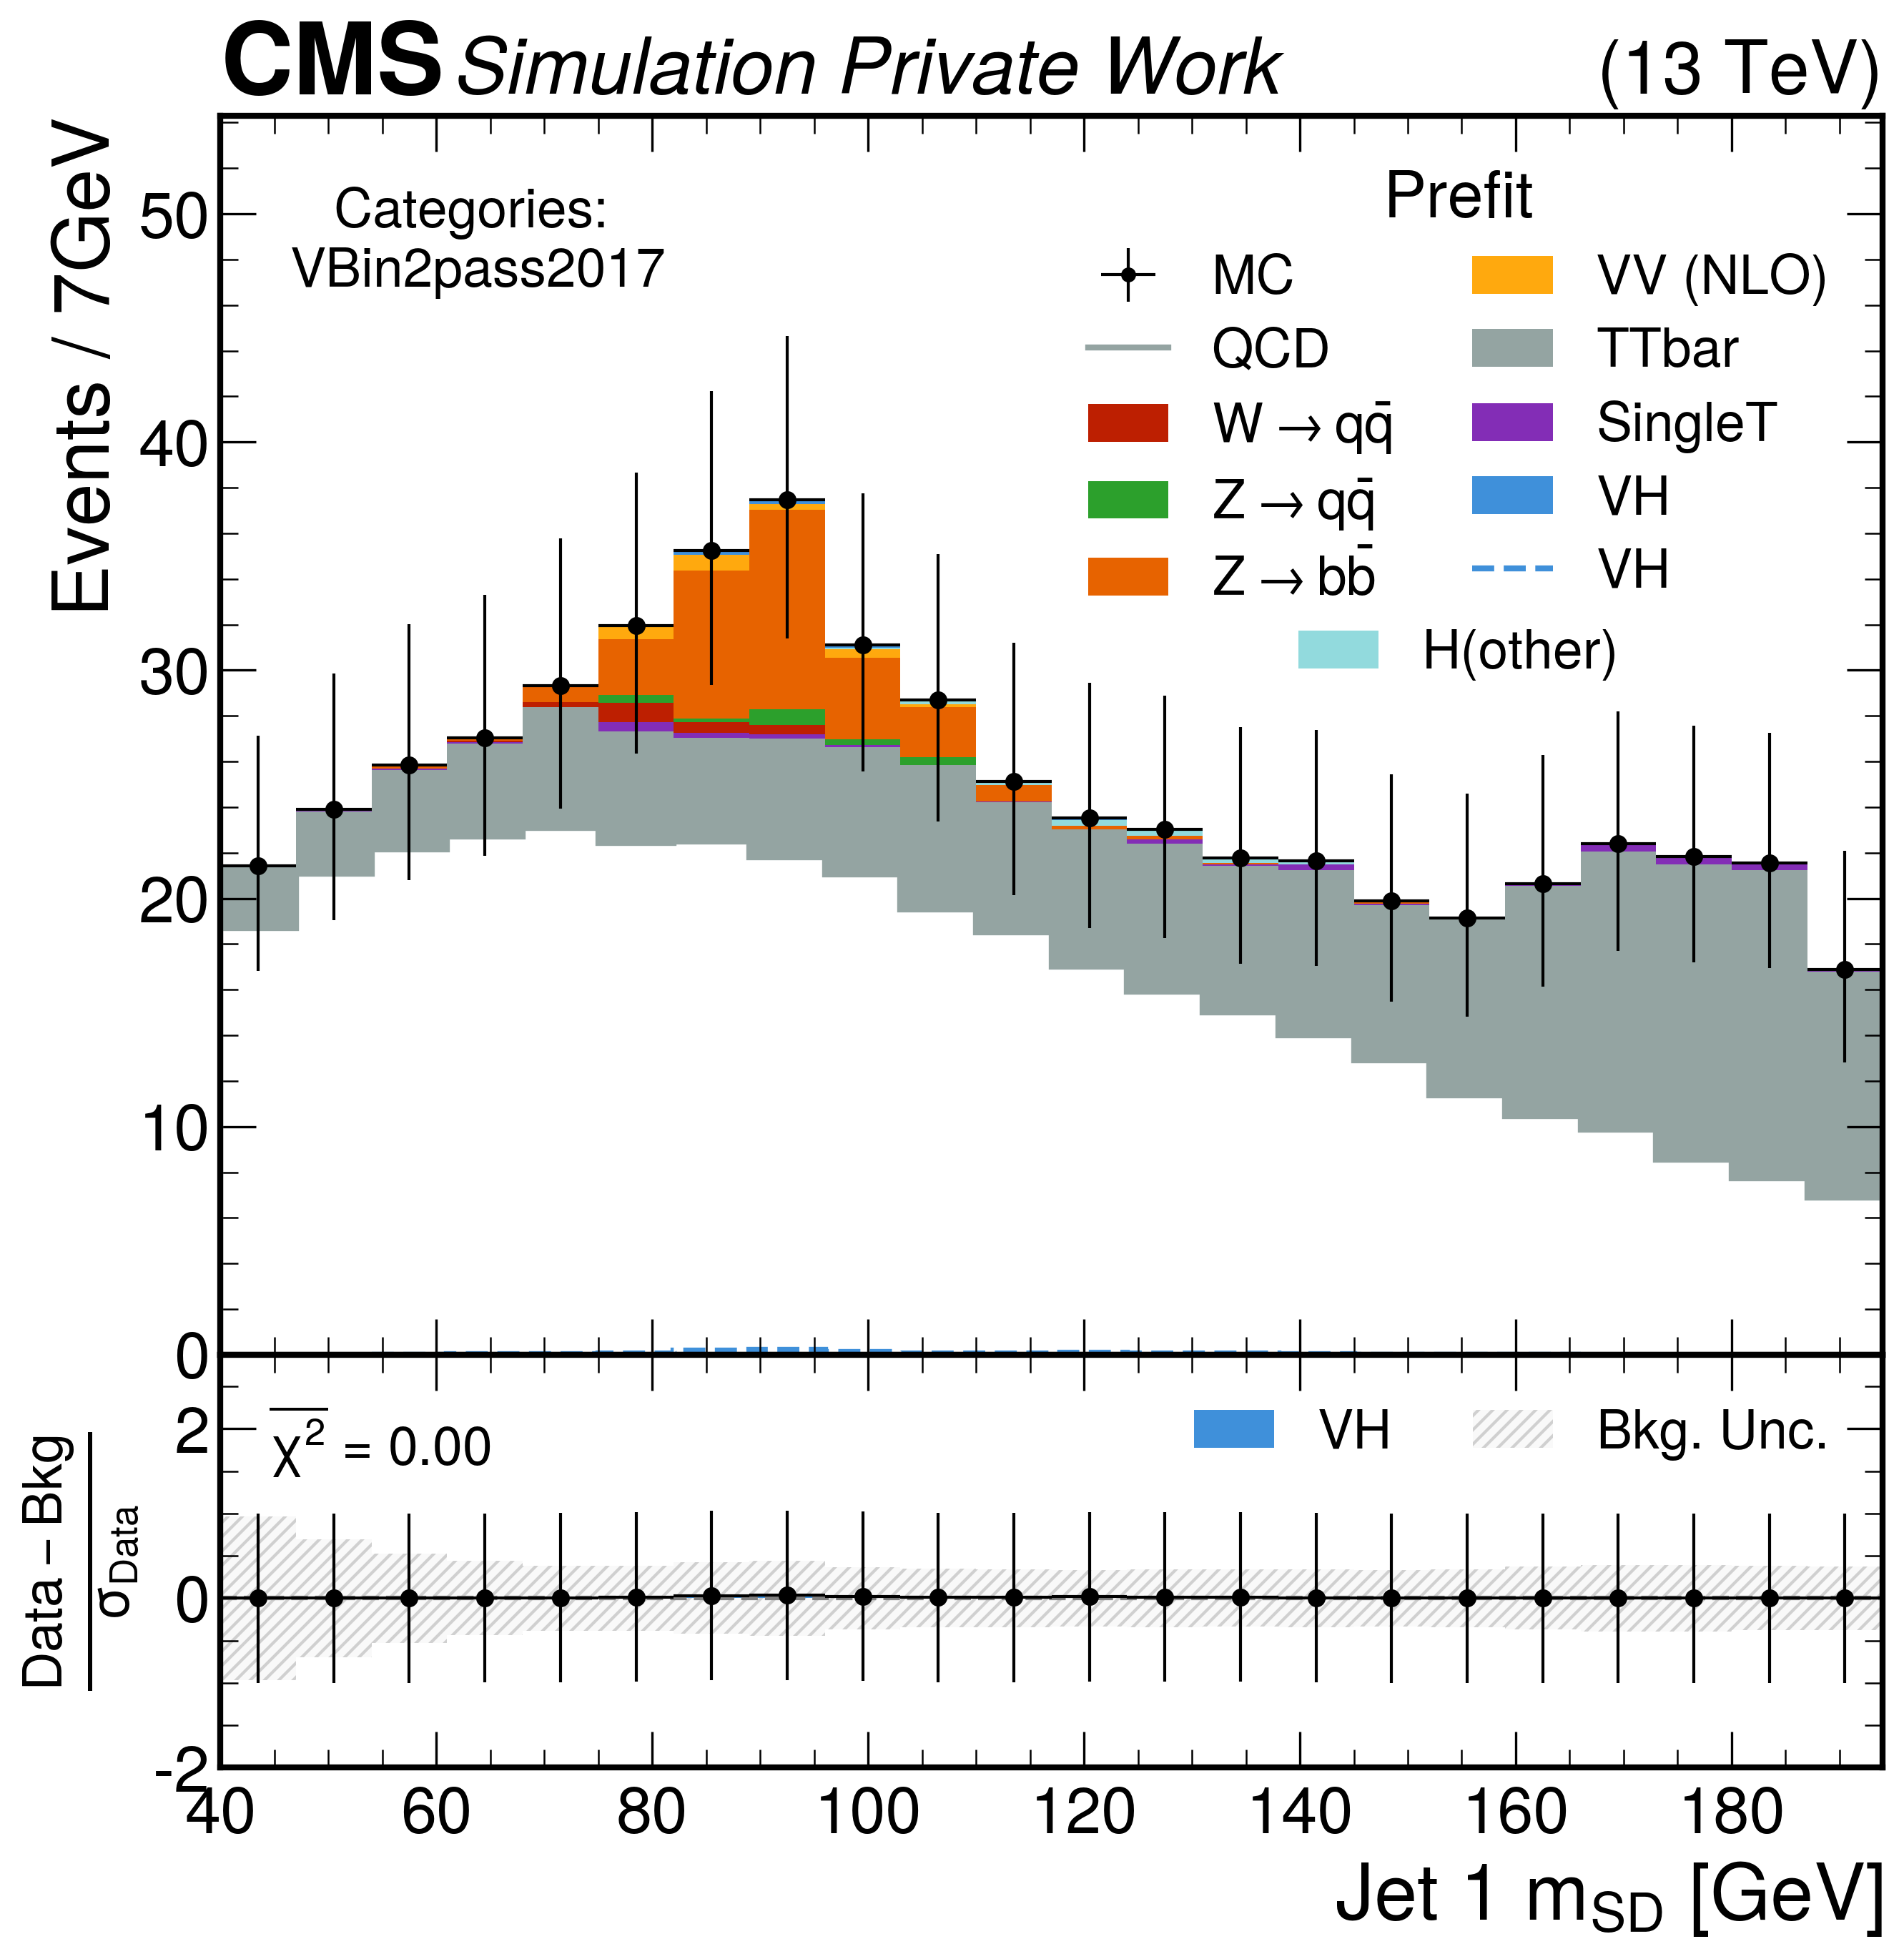 CMS Simulation Private Work (13 TeV)
Events / 7GeV
Categories:
VBin2pass2017
Prefit
MC
QCD
W → qq̄
Z → qq̄
Z → bb̄
VV (NLO)
TTbar
SingleT
VH
VH
H(other)
50
40
30
20
10
0
Data − Bkg
σData
χ² = 0.00
VH
Bkg. Unc.
2
0
-2
40 60 80 100 120 140 160 180
Jet 1 mSD [GeV]